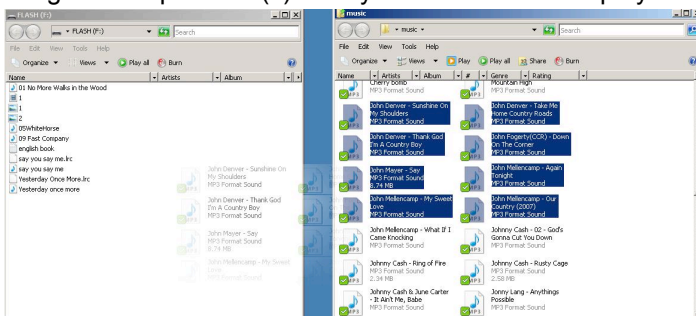 FLASH (F:)
FLASH (F:)
Search
File Edit View Tools Help
Organize Views Play all Burn
Name Artists Album
01 No More Walks in the Wood
1
1
2
05WhiteHorse
09 Fast Company
english book
say you say me.lrc
say you say me
Yesterday Once More.lrc
Yesterday once more
John Denver - Sunshine On
My Shoulders
MP3 Format Sound
John Denver - Thank God
I'm A Country Boy
MP3 Format Sound
John Mayer - Say
MP3 Format Sound
8.74 MB
John Mellencamp - My Sweet
Love
MP3 Format Sound
music
music
Search
File Edit View Tools Help
Organize Views Play Play all Share Burn
Name Artists Album # Genre Rating
Cherry Bomb
MP3 Format Sound
Mountain High
MP3 Format Sound
John Denver - Sunshine On
My Shoulders
MP3 Format Sound
John Denver - Take Me
Home Country Roads
MP3 Format Sound
John Denver - Thank God
I'm A Country Boy
MP3 Format Sound
John Fogerty(CCR) - Down
On The Corner
MP3 Format Sound
John Mayer - Say
MP3 Format Sound
8.74 MB
John Mellencamp - Again
Tonight
MP3 Format Sound
John Mellencamp - My Sweet
Love
MP3 Format Sound
John Mellencamp - Our
Country (2007)
MP3 Format Sound
John Mellencamp - What If I
Came Knocking
MP3 Format Sound
Johnny Cash - 02 - God's
Gonna Cut You Down
MP3 Format Sound
Johnny Cash - Ring of Fire
MP3 Format Sound
2.34 MB
Johnny Cash - Rusty Cage
MP3 Format Sound
2.58 MB
Johnny Cash & June Carter
- It Ain't Me, Babe
MP3 Format Sound
Jonny Lang - Anythings
Possible
MP3 Format Sound